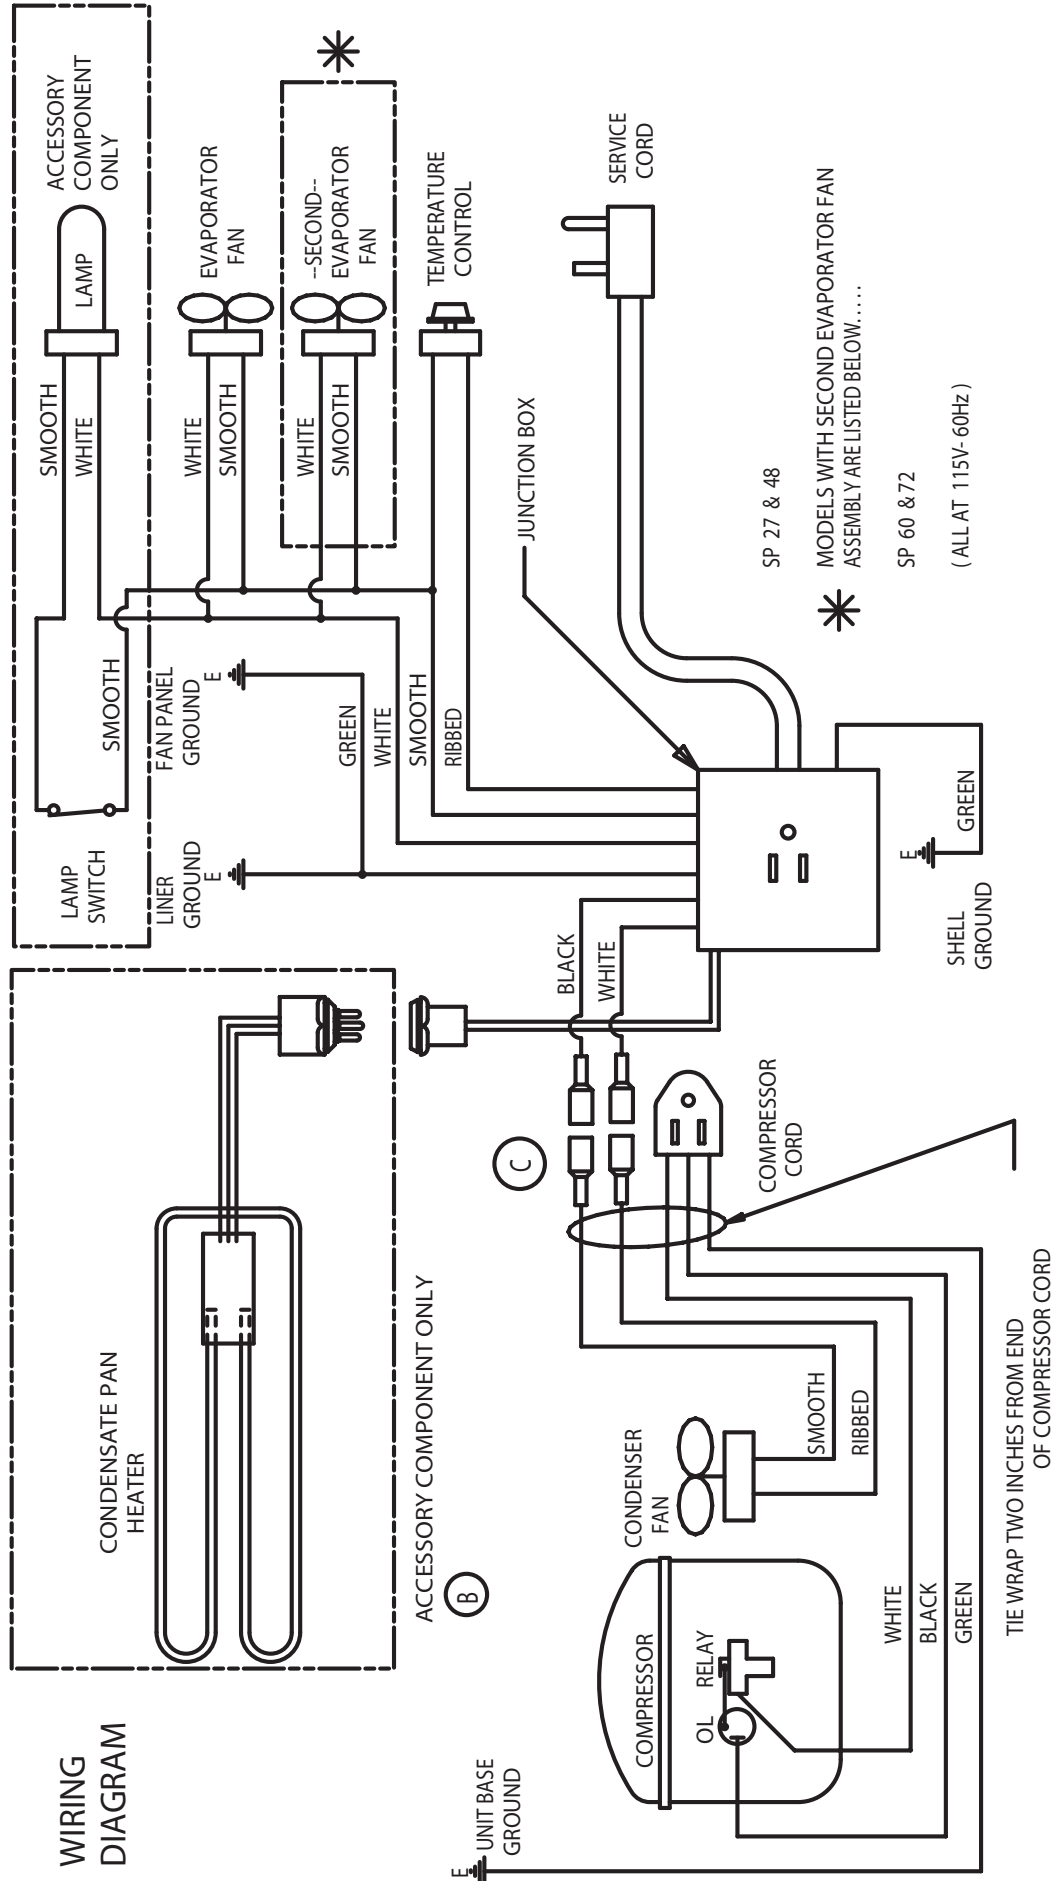 WIRING
DIAGRAM
CONDENSATE PAN
HEATER
ACCESSORY COMPONENT ONLY
B
LAMP
SWITCH
SMOOTH
SMOOTH
WHITE
LAMP
ACCESSORY
COMPONENT
ONLY
LINER
GROUND
E
FAN PANEL
GROUND
E
WHITE
SMOOTH
EVAPORATOR
FAN
WHITE
SMOOTH
--SECOND--
EVAPORATOR
FAN
GREEN
WHITE
SMOOTH
RIBBED
TEMPERATURE
CONTROL
JUNCTION BOX
SERVICE
CORD
C
BLACK
WHITE
COMPRESSOR
CORD
E
UNIT BASE
GROUND
COMPRESSOR
OL
RELAY
CONDENSER
FAN
SMOOTH
RIBBED
WHITE
BLACK
GREEN
SHELL
GROUND
E
GREEN
SP 27 & 48
MODELS WITH SECOND EVAPORATOR FAN
ASSEMBLY ARE LISTED BELOW.....
SP 60 & 72
( ALL AT 115V- 60Hz )
TIE WRAP TWO INCHES FROM END
OF COMPRESSOR CORD